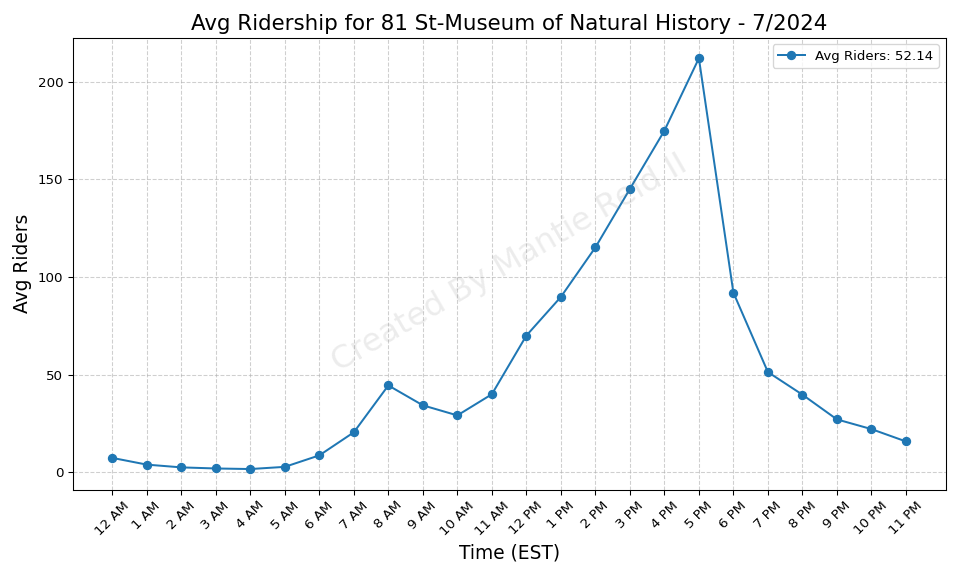 Avg Ridership for 81 St-Museum of Natural History - 7/2024
Avg Riders: 52.14
200
150
100
50
0
Avg Riders
Created By Mantle Reid II
12 AM
1 AM
2 AM
3 AM
4 AM
5 AM
6 AM
7 AM
8 AM
9 AM
10 AM
11 AM
12 PM
1 PM
2 PM
3 PM
4 PM
5 PM
6 PM
7 PM
8 PM
9 PM
10 PM
11 PM
Time (EST)